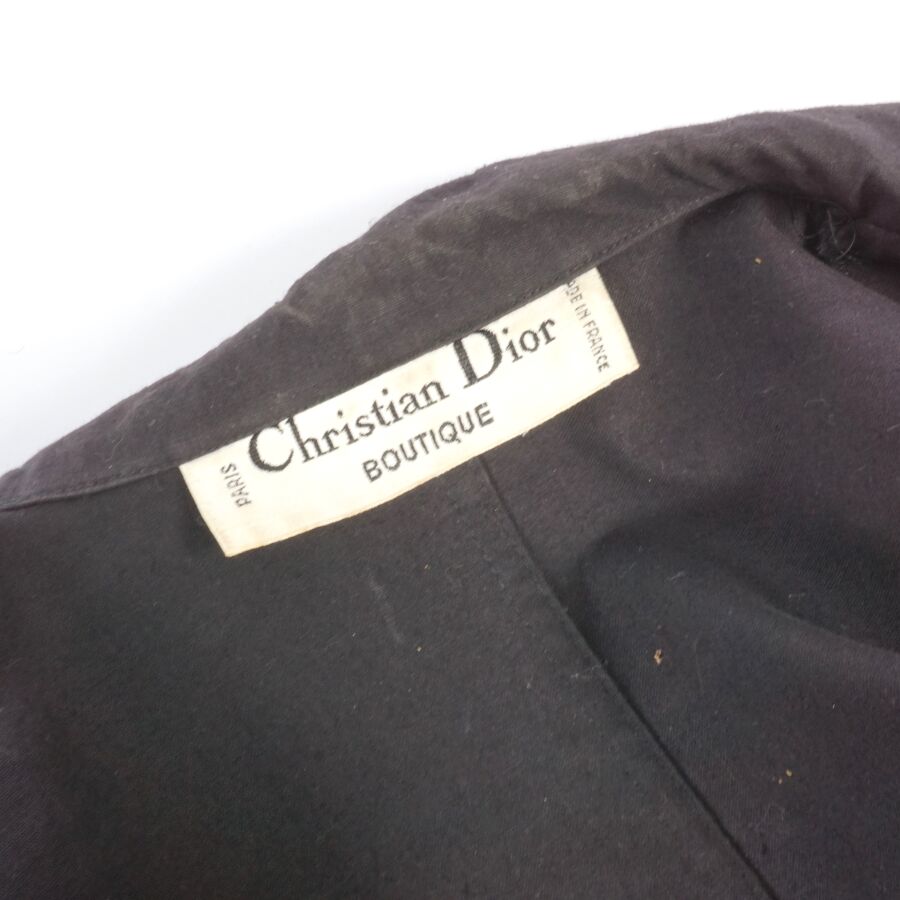 Christian Dior
BOUTIQUE
PARIS
MADE IN FRANCE